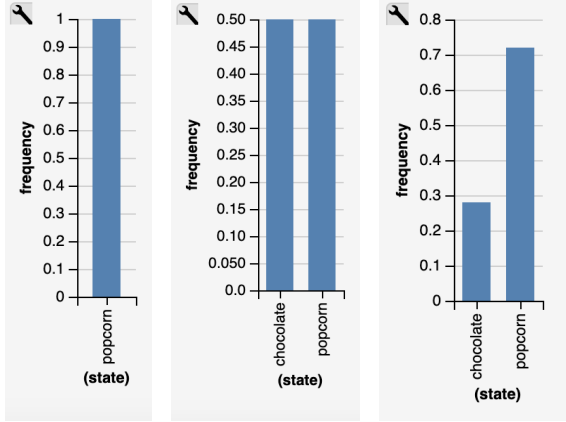 1
0.9
0.8
0.7
0.6
0.5
0.4
0.3
0.2
0.1
0
frequency
popcorn
(state)
0.50
0.45
0.40
0.35
0.30
0.25
0.20
0.15
0.10
0.050
0.0
frequency
chocolate
popcorn
(state)
0.8
0.7
0.6
0.5
0.4
0.3
0.2
0.1
0
frequency
chocolate
popcorn
(state)